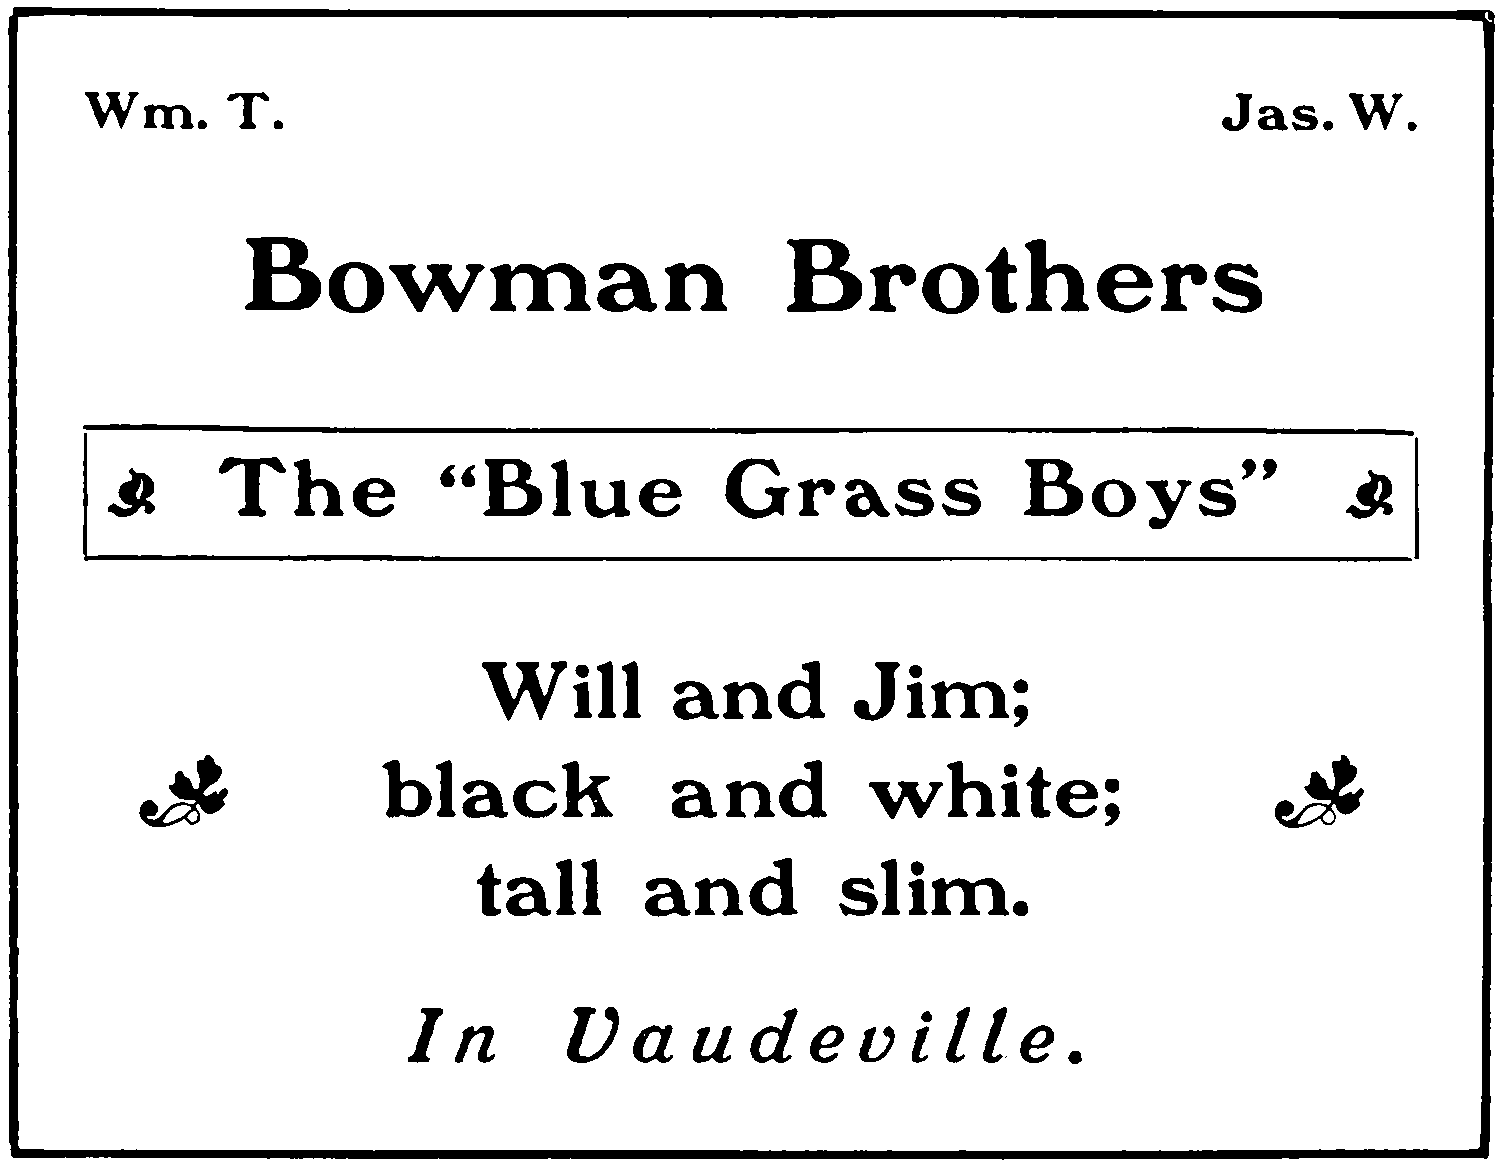 Wm. T. Jas. W.
Bowman Brothers
The “Blue Grass Boys”
Will and Jim;
black and white;
tall and slim.
In Vaudeville.